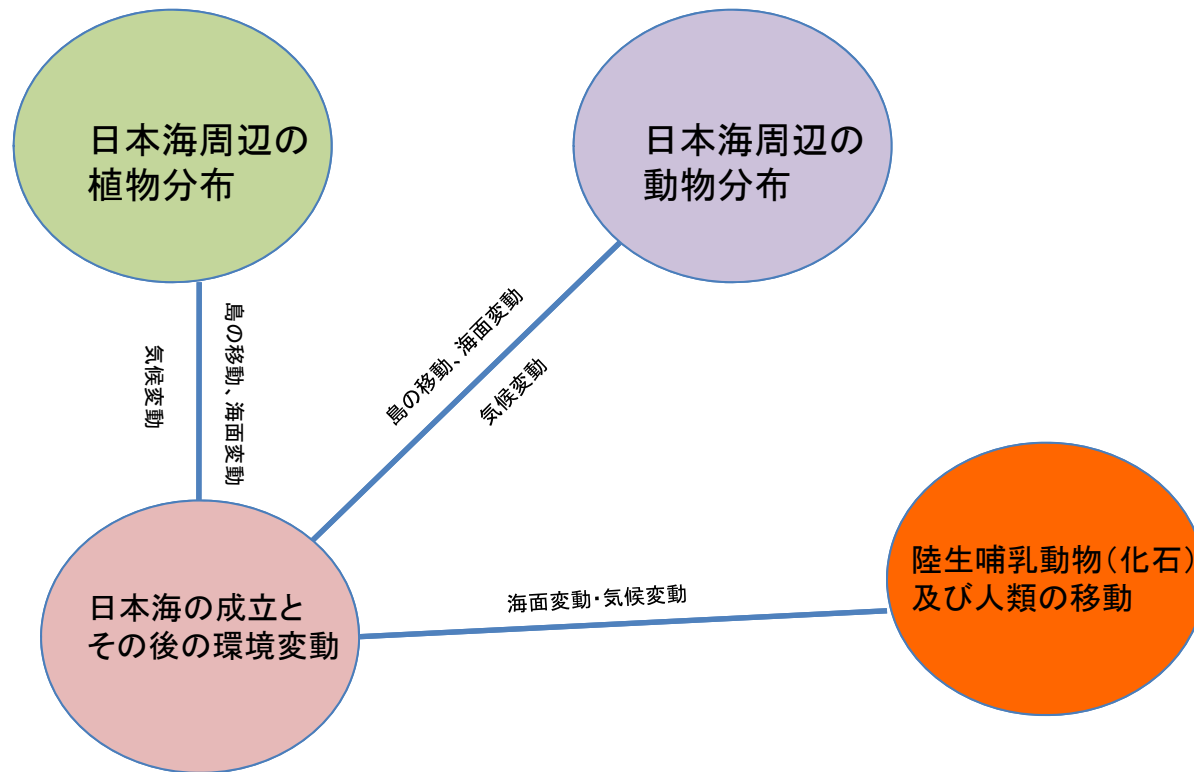 日本海周辺の
植物分布
日本海周辺の
動物分布
気候変動
島の移動、海面変動
島の移動、海面変動
気候変動
日本海の成立と
その後の環境変動
海面変動・気候変動
陸生哺乳動物(化石)
及び人類の移動